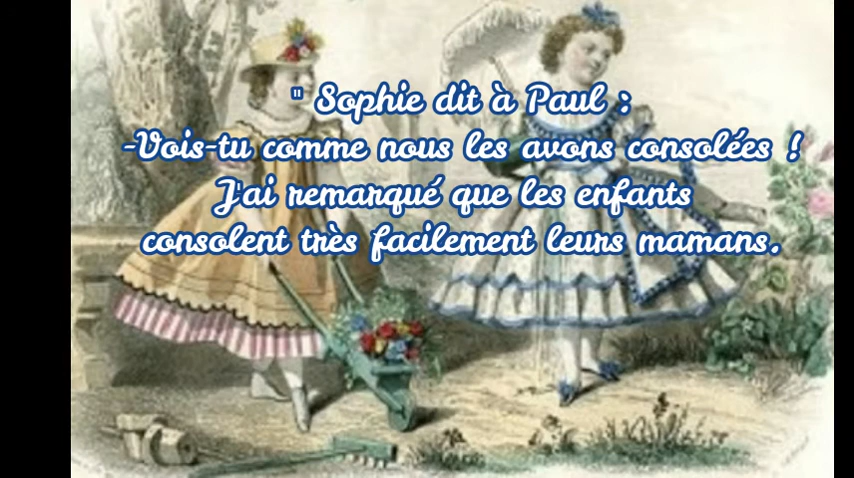 " Sophie dit à Paul :
-Vois-tu comme nous les avons consolées !
J'ai remarqué que les enfants
consolent très facilement leurs mamans.